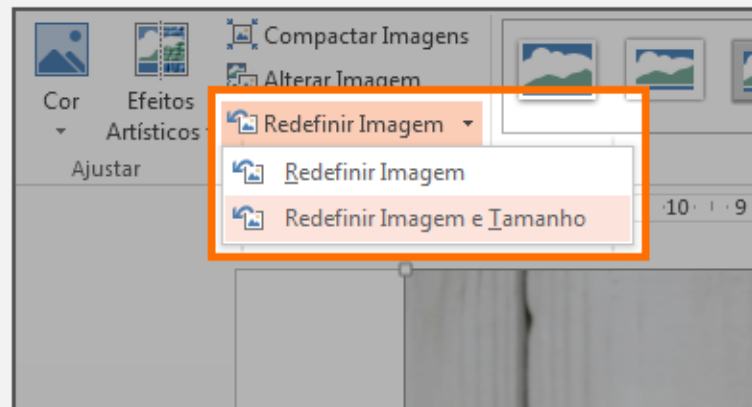 Compactar Imagens
Alterar Imagem
Cor
Efeitos
Artísticos
Redefinir Imagem
Ajustar
Redefinir Imagem
Redefinir Imagem e Tamanho
10 9